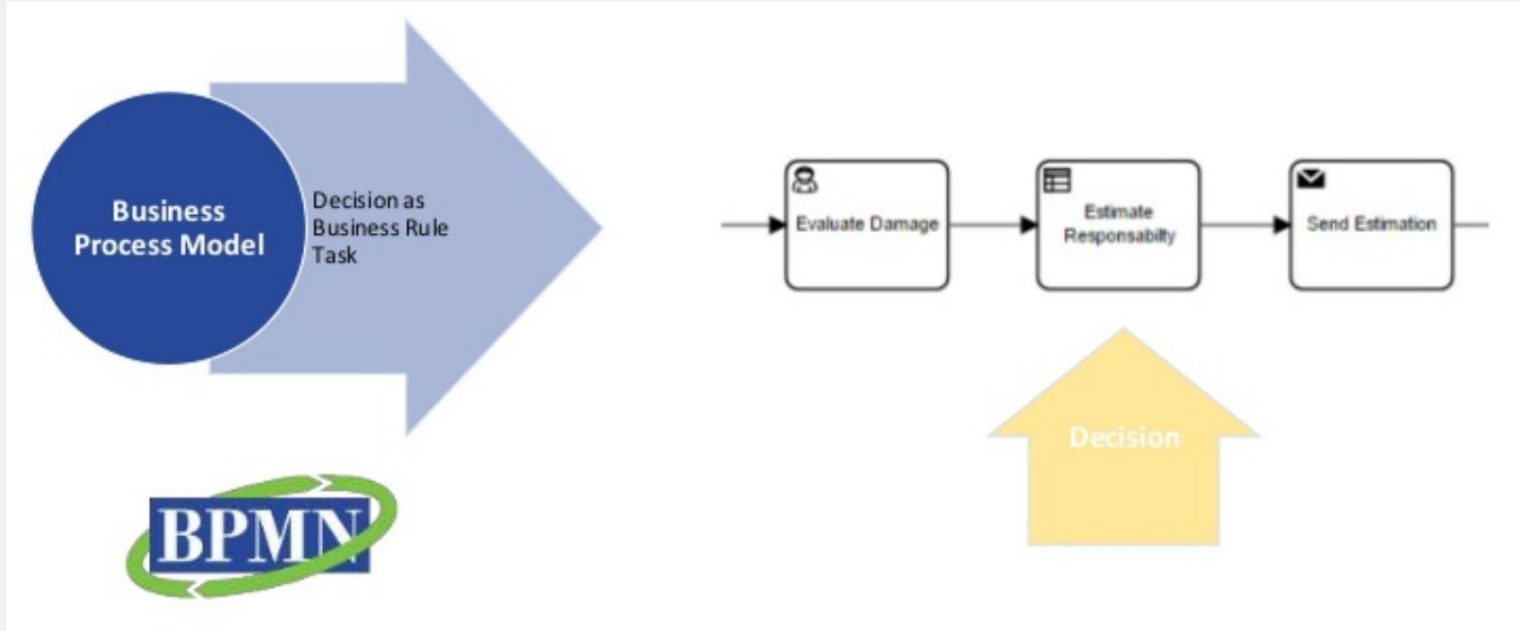 Business
Process Model
Decision as
Business Rule
Task
Evaluate Damage
Estimate
Responsabilty
Send Estimation
Decision
BPMN